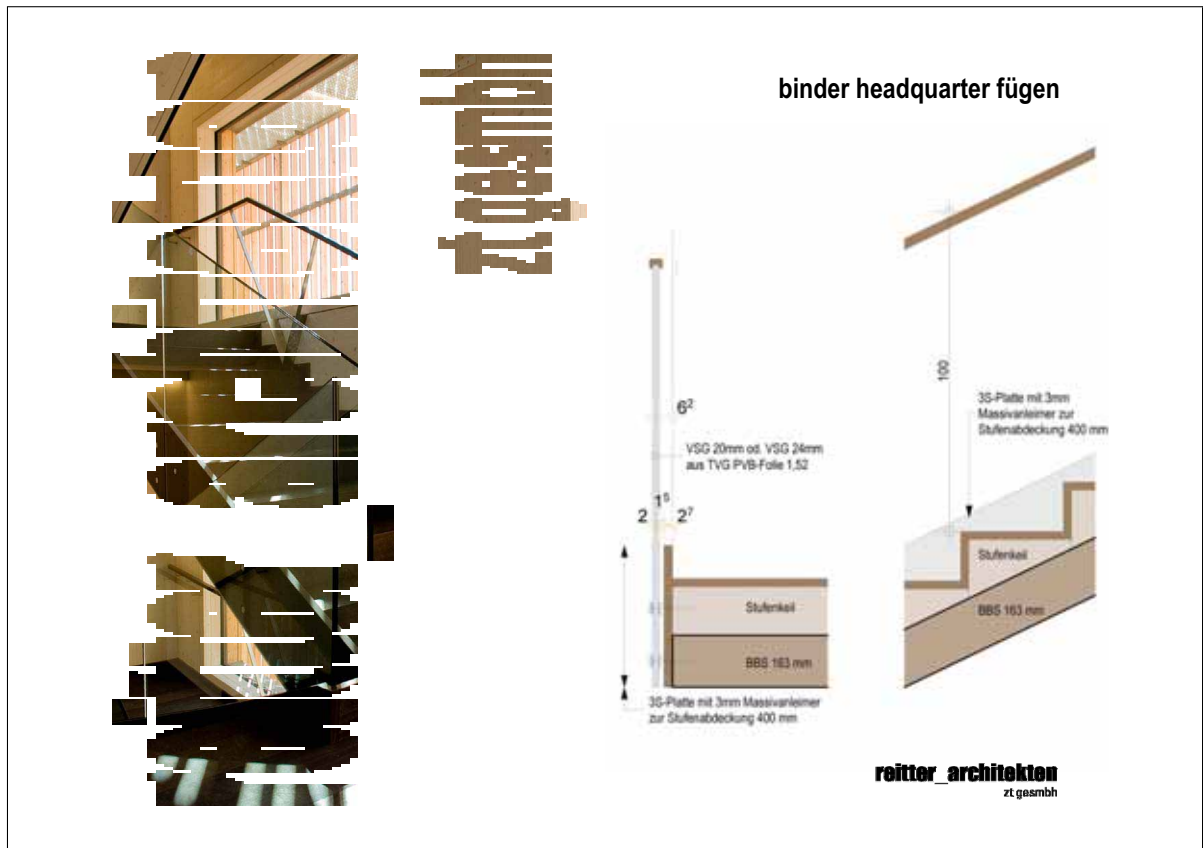 binder headquarter fügen
100
3S-Platte mit 3mm
Massivanleimer zur
Stufenabdeckung 400 mm
6²
VSG 20mm od. VSG 24mm
aus TVG PVB-Folie 1,52
1⁵
2 2⁷
Stufenkeil
BBS 163 mm
Stufenkeil
BBS 163 mm
3S-Platte mit 3mm Massivanleimer
zur Stufenabdeckung 400 mm
reitter_architekten
zt gesmbh